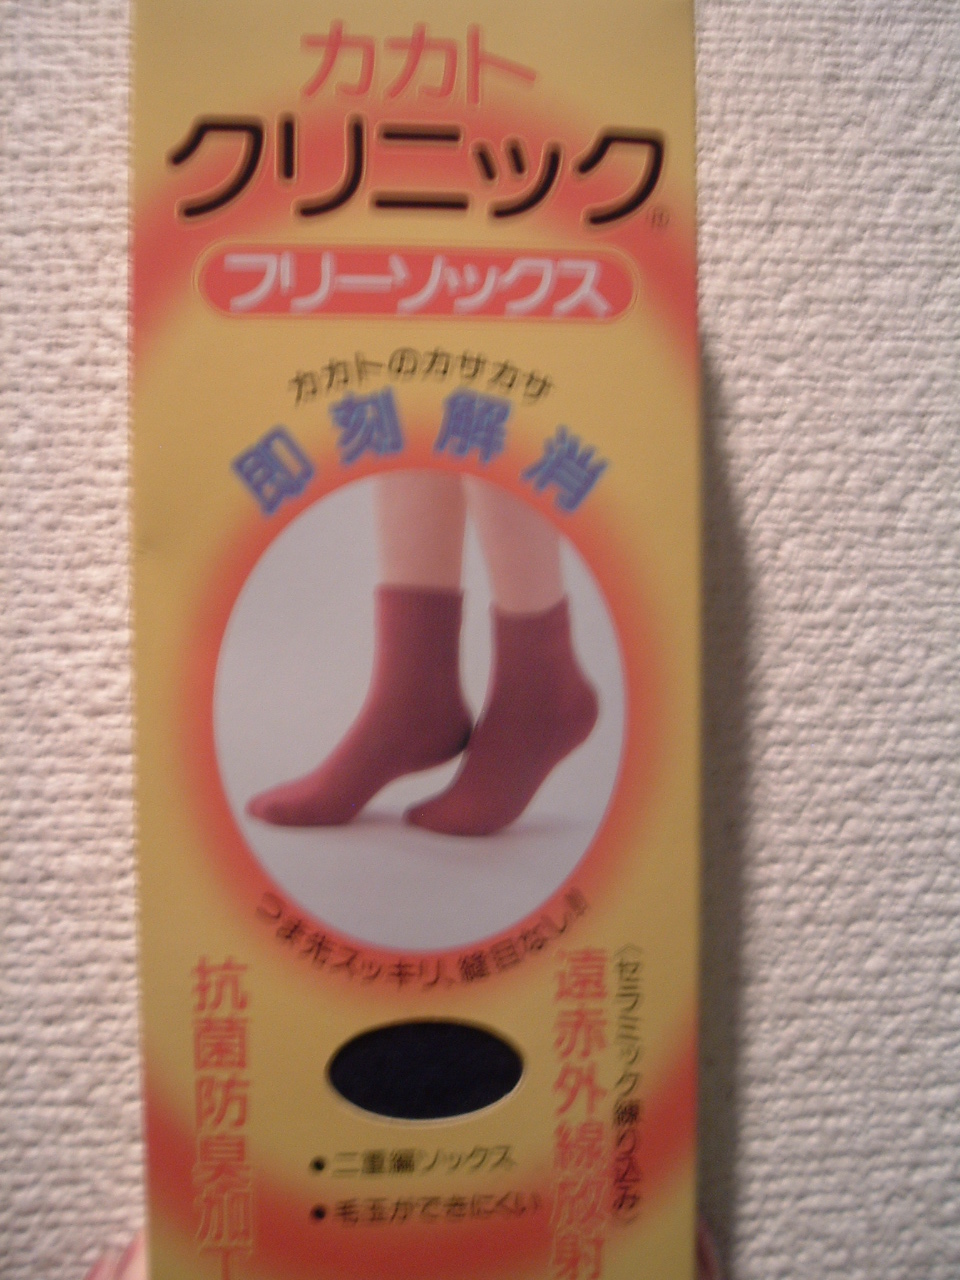 カカト
クリニック
®
フリーソックス
カカトのカサカサ
即刻解消
つま先スッキリ、縫目なし!!
〈セラミック練り込み〉
遠赤外線放射
抗菌防臭加工
●二重編ソックス
●毛玉ができにくい